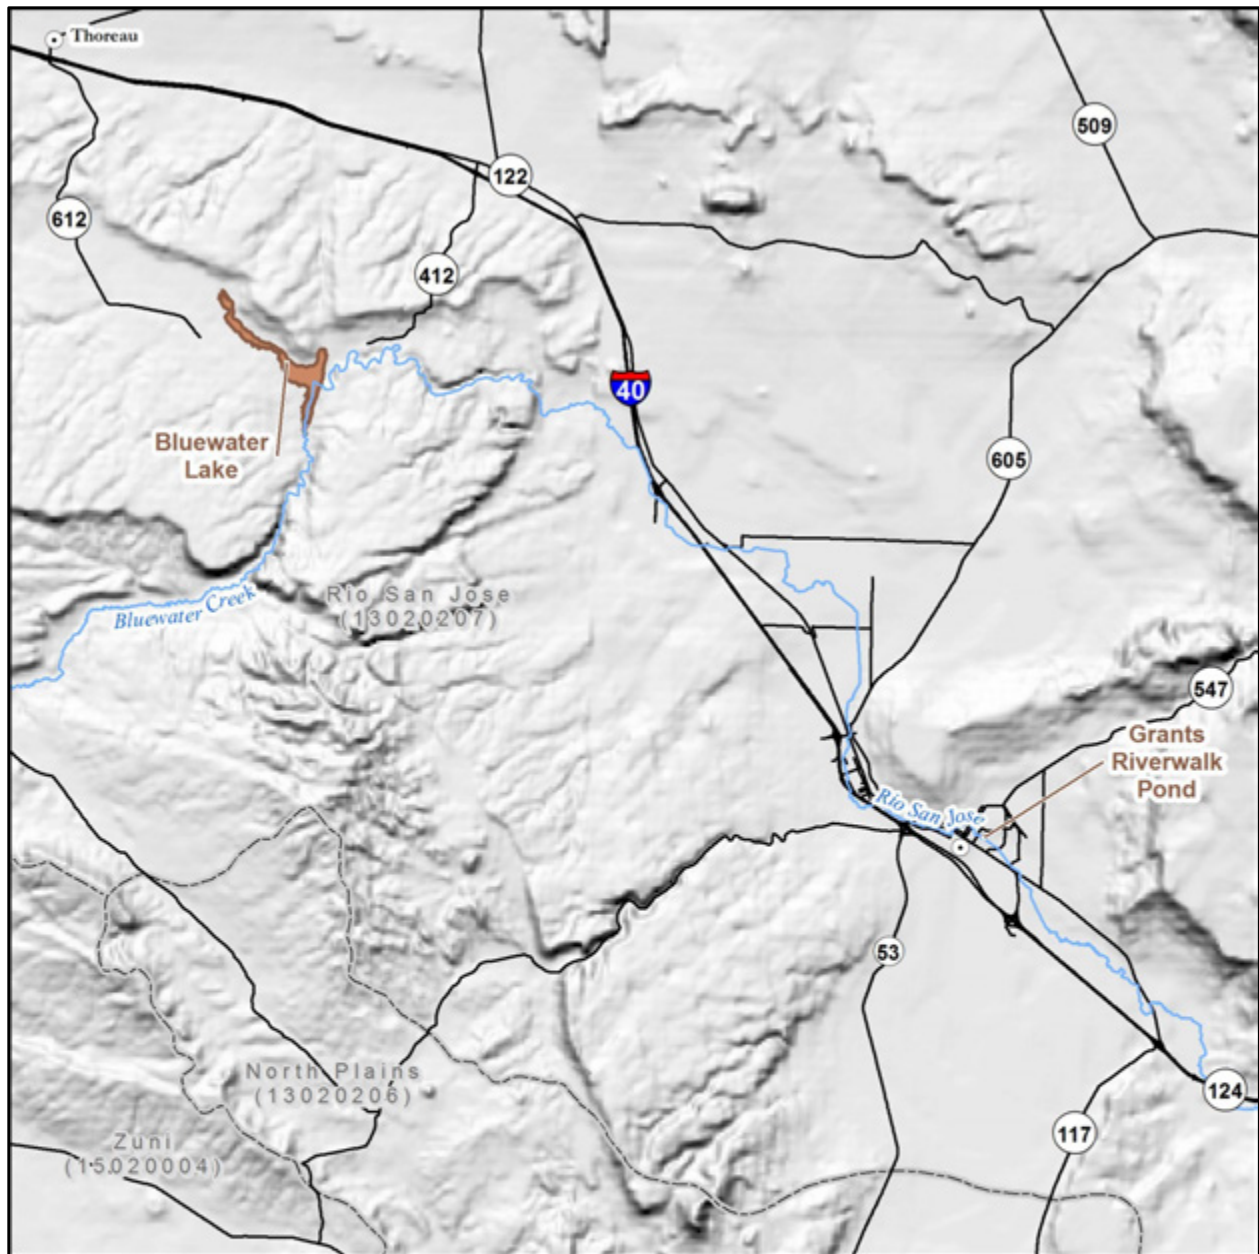 Thoreau
509
122
612
412
40
Bluewater
Lake
605
Rio San Jose
(13020207)
Bluewater Creek
547
Grants
Riverwalk
Pond
Rio San Jose
53
North Plains
(13020206)
124
117
Zuni
(15020004)